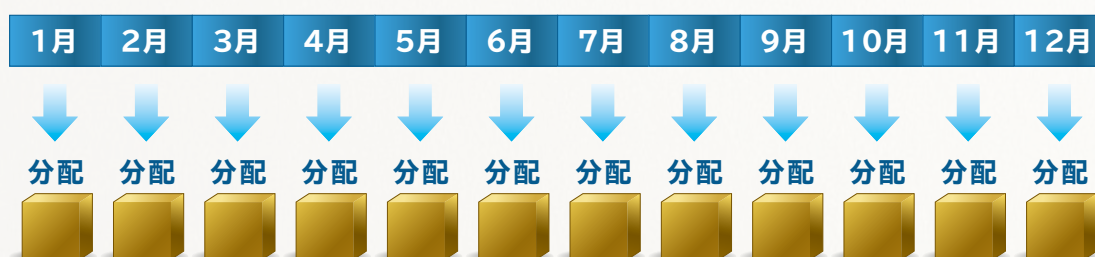 1月 2月 3月 4月 5月 6月 7月 8月 9月 10月 11月 12月
分配 分配 分配 分配 分配 分配 分配 分配 分配 分配 分配 分配